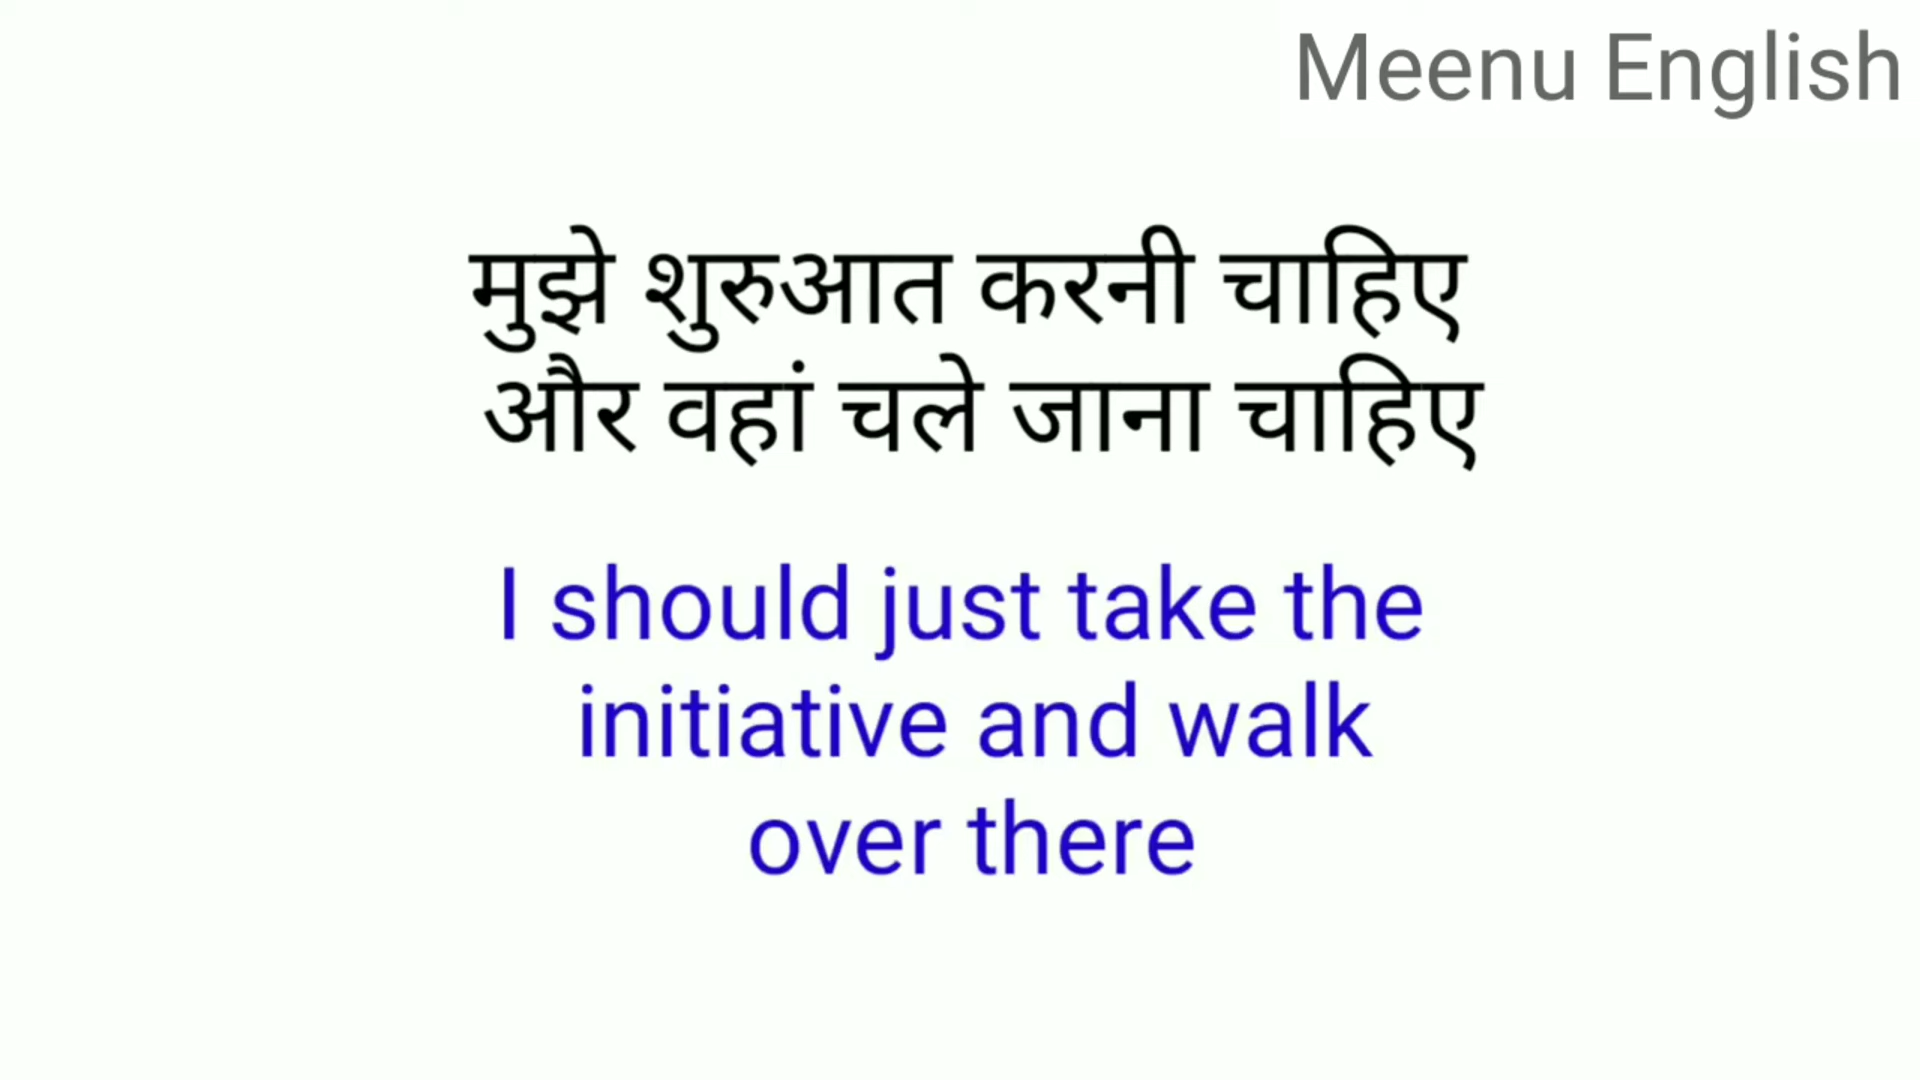 Meenu English
मुझे शुरुआत करनी चाहिए
और वहां चले जाना चाहिए
I should just take the
initiative and walk
over there